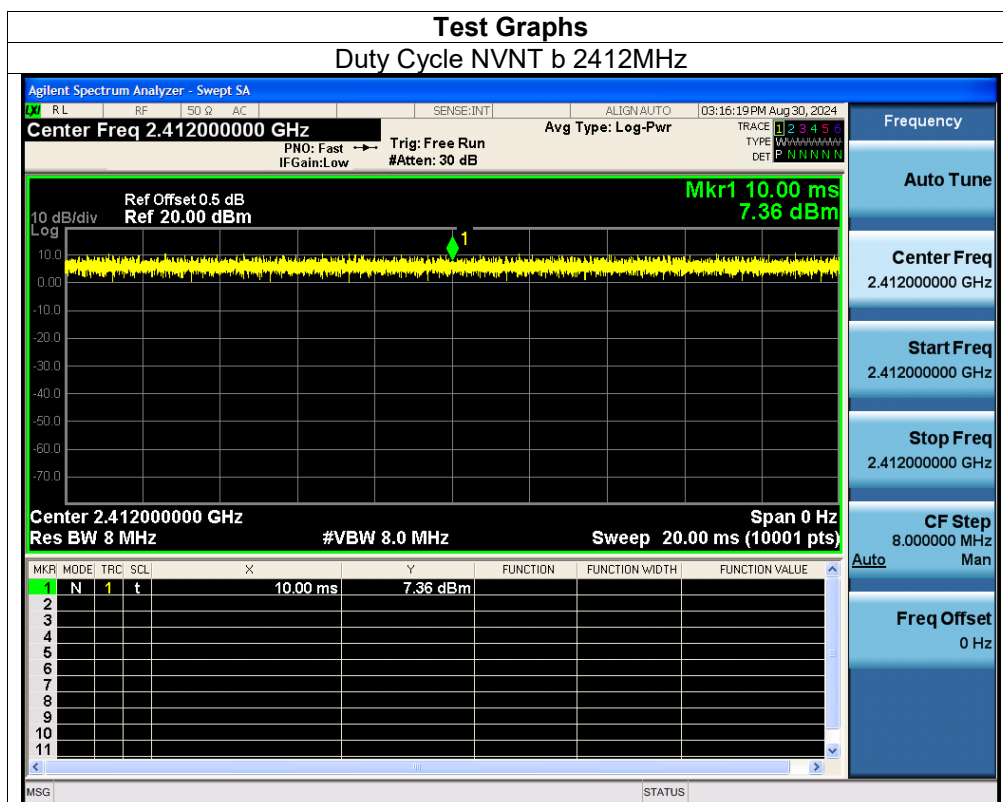 Test Graphs
Duty Cycle NVNT b 2412MHz
Agilent Spectrum Analyzer - Swept SA
LXI RL RF 50 Ω AC SENSE:INT ALIGN AUTO 03:16:19 PM Aug 30, 2024
Center Freq 2.412000000 GHz
PNO: Fast
IFGain:Low
Trig: Free Run
#Atten: 30 dB
Avg Type: Log-Pwr
TRACE 1 2 3 4 5 6
TYPE W
DET P N N N N N
Ref Offset 0.5 dB
10 dB/div Ref 20.00 dBm
Log
Mkr1 10.00 ms
7.36 dBm
1
10.0
0.00
-10.0
-20.0
-30.0
-40.0
-50.0
-60.0
-70.0
Center 2.412000000 GHz Span 0 Hz
Res BW 8 MHz #VBW 8.0 MHz Sweep 20.00 ms (10001 pts)
MKR MODE TRC SCL X Y FUNCTION FUNCTION WIDTH FUNCTION VALUE
1 N 1 t 10.00 ms 7.36 dBm
2
3
4
5
6
7
8
9
10
11
MSG STATUS
Frequency
Auto Tune
Center Freq
2.412000000 GHz
Start Freq
2.412000000 GHz
Stop Freq
2.412000000 GHz
CF Step
8.000000 MHz
Auto Man
Freq Offset
0 Hz